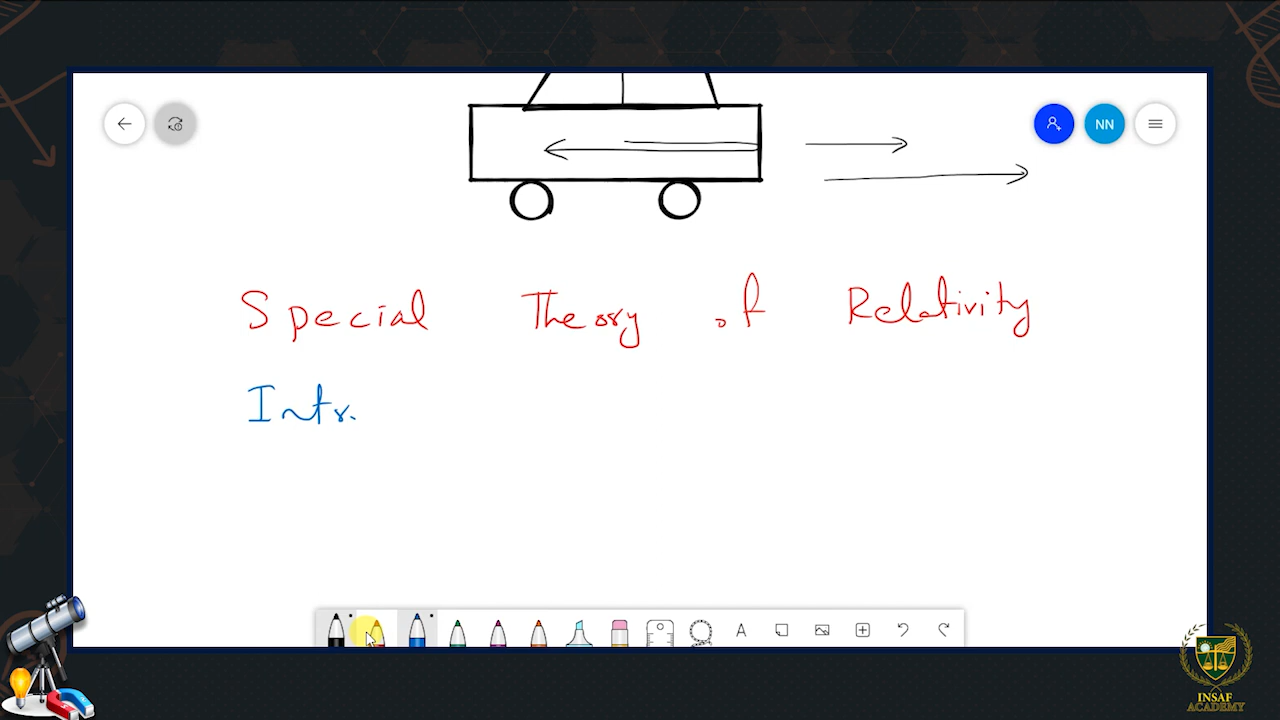 NN
Special Theory of Relativity
Intr.
A
INSAF
ACADEMY